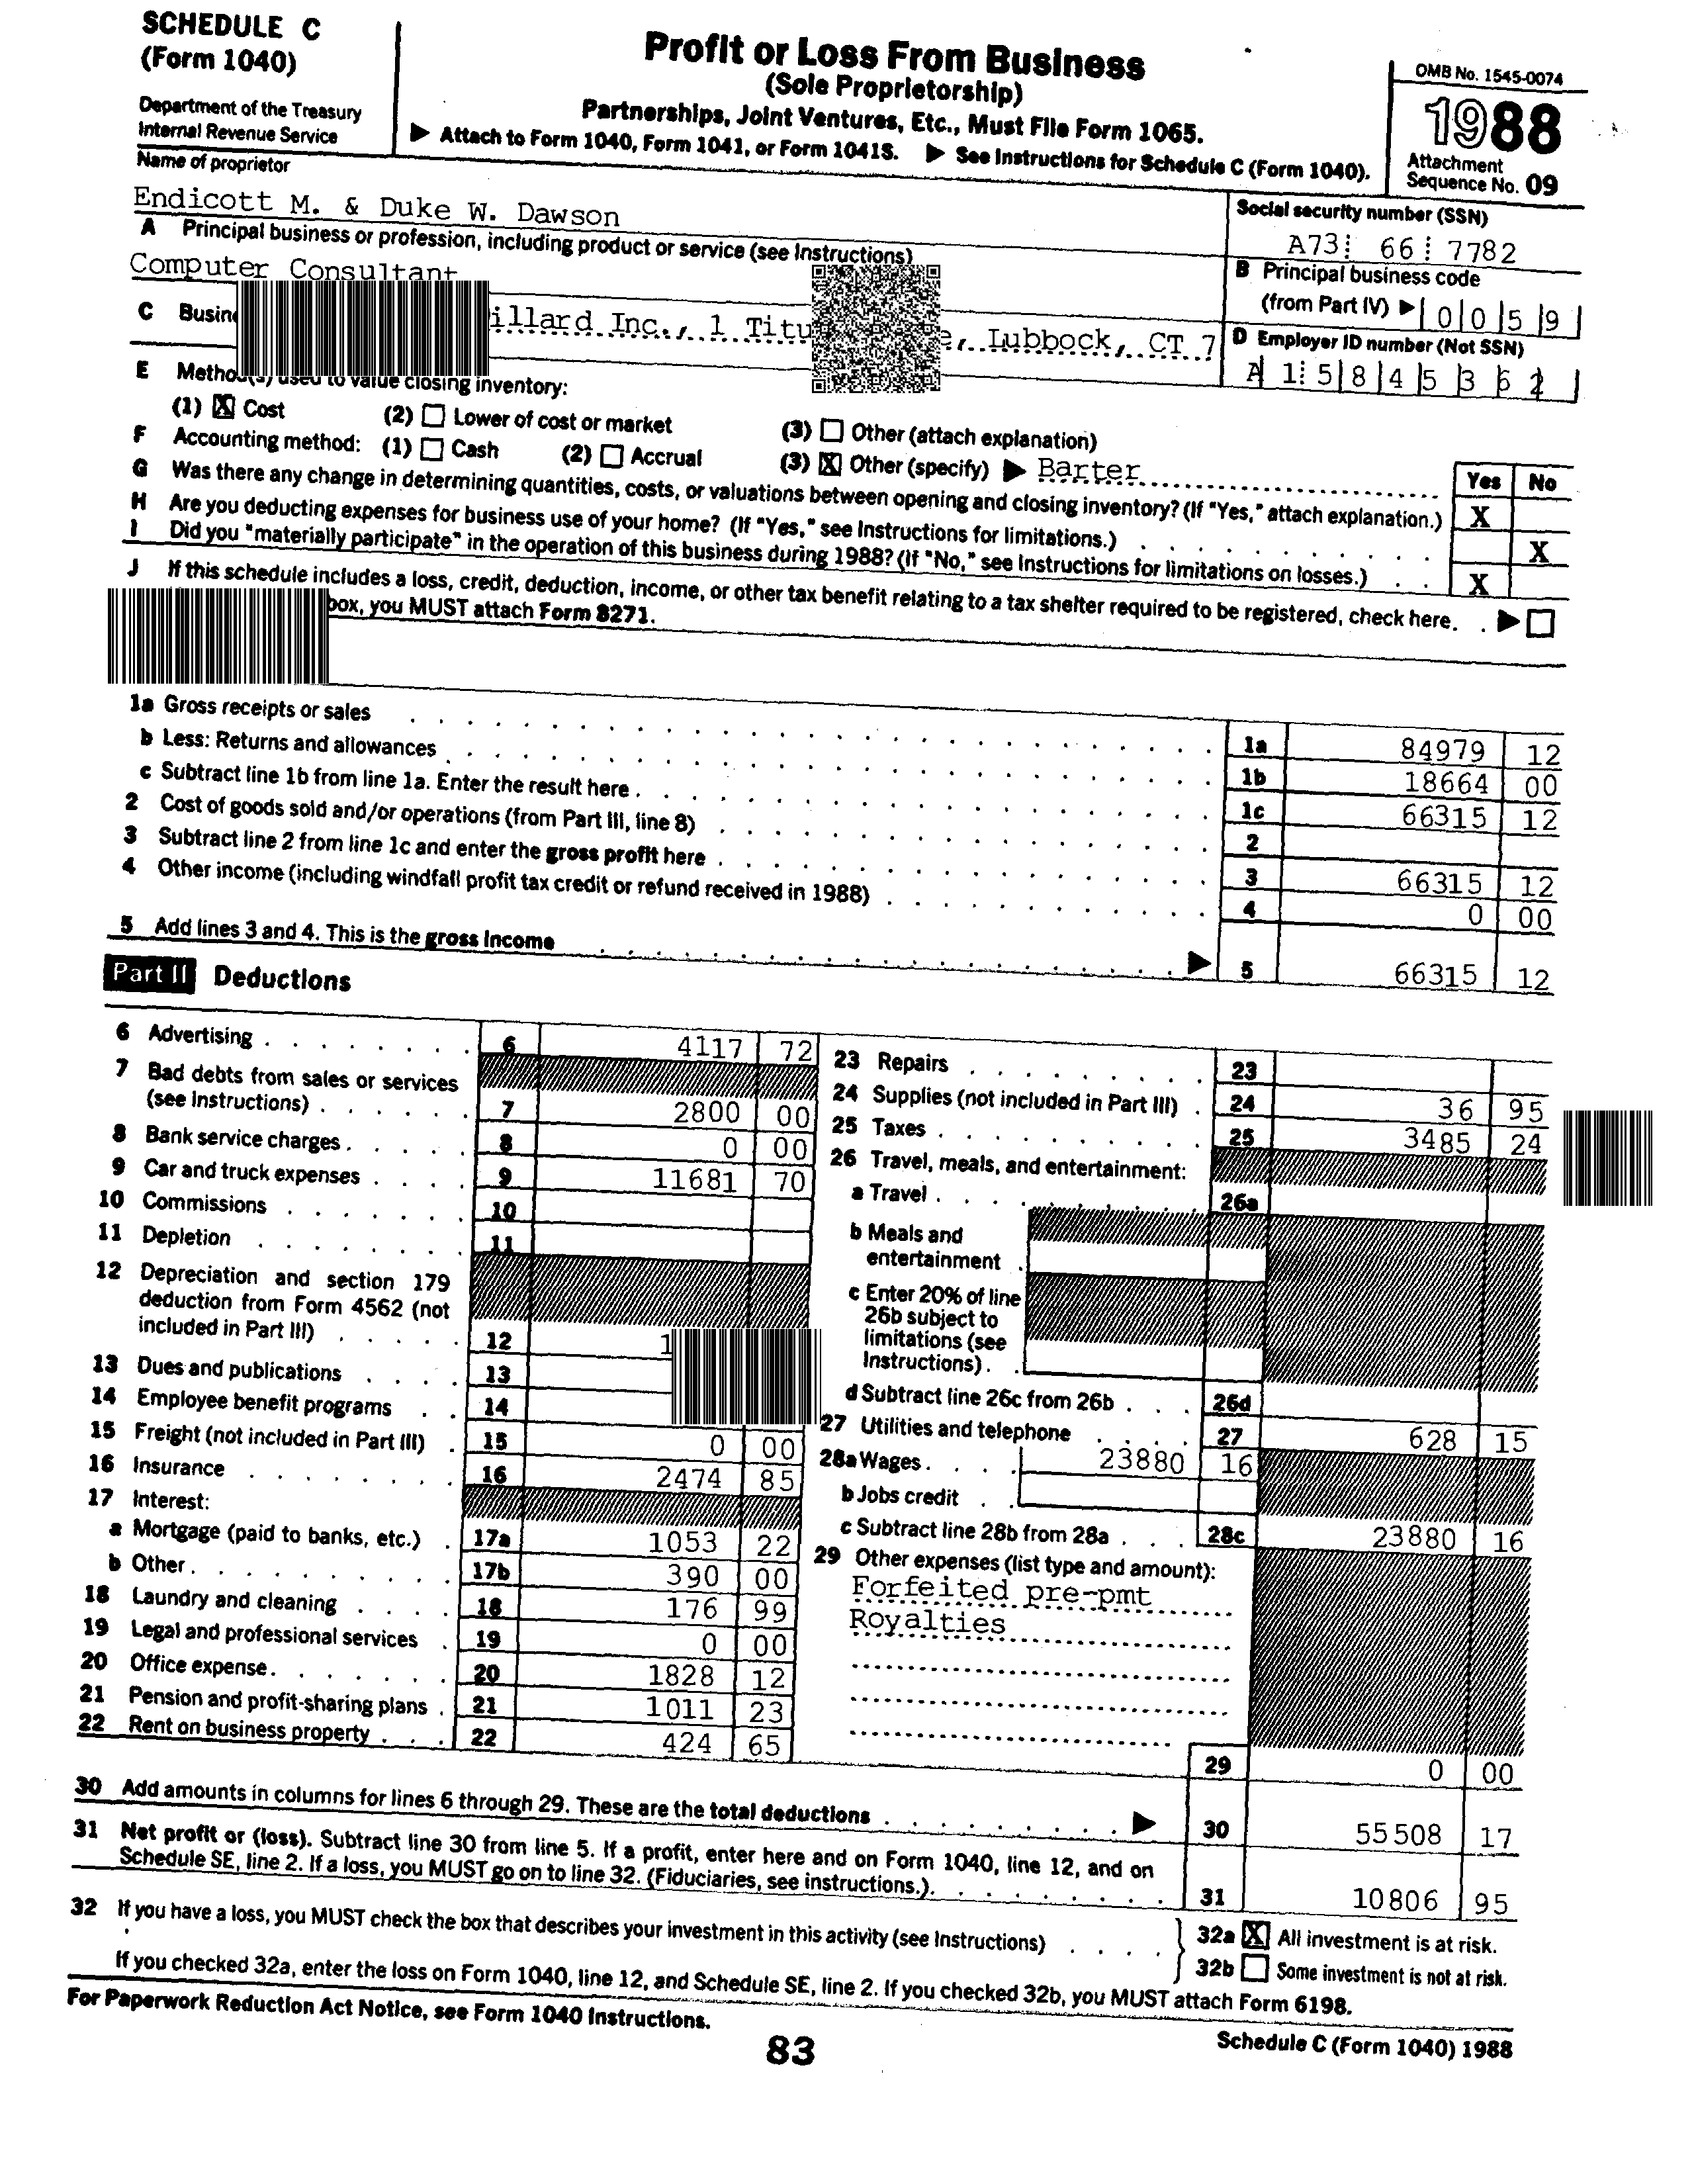 SCHEDULE C
(Form 1040)
Department of the Treasury
Internal Revenue Service
Profit or Loss From Business
(Sole Proprietorship)
Partnerships, Joint Ventures, Etc., Must File Form 1065.
▶ Attach to Form 1040, Form 1041, or Form 1041S. ▶ See Instructions for Schedule C (Form 1040).
OMB No. 1545-0074
1988
Attachment
Sequence No. 09
Name of proprietor
Endicott M. & Duke W. Dawson
Social security number (SSN)
A73 66 7782
A Principal business or profession, including product or service (see Instructions)
Computer Consultant
B Principal business code
(from Part IV) ▶ 0 0 5 9
C Inc., 1 Lubbock, CT 7
D Employer ID number (Not SSN)
A 1 5 8 4 5 3 6 2
E used to value closing inventory:
(1) X Cost (2) Lower of cost or market (3) Other (attach explanation)
F Accounting method: (1) Cash (2) Accrual (3) X Other (specify) ▶ Barter
Yes No
G Was there any change in determining quantities, costs, or valuations between opening and closing inventory? (If "Yes," attach explanation.) X
H Are you deducting expenses for business use of your home? (If "Yes," see Instructions for limitations.) X
I Did you "materially participate" in the operation of this business during 1988? (If "No," see Instructions for limitations on losses.) X
J If this schedule includes a loss, credit, deduction, income, or other tax benefit relating to a tax shelter required to be registered, check here. ▶
box, you MUST attach Form 8271.
1a Gross receipts or sales 1a 84979 12
b Less: Returns and allowances 1b 18664 00
c Subtract line 1b from line 1a. Enter the result here 1c 66315 12
2 Cost of goods sold and/or operations (from Part III, line 8) 2
3 Subtract line 2 from line 1c and enter the gross profit here 3 66315 12
4 Other income (including windfall profit tax credit or refund received in 1988) 4 0 00
5 Add lines 3 and 4. This is the gross income ▶ 5 66315 12
Part II Deductions
6 Advertising 6 4117 72
7 Bad debts from sales or services
(see Instructions) 7 2800 00
8 Bank service charges 8 0 00
9 Car and truck expenses 9 11681 70
10 Commissions 10
11 Depletion 11
12 Depreciation and section 179
deduction from Form 4562 (not
included in Part III) 12
13 Dues and publications 13
14 Employee benefit programs 14
15 Freight (not included in Part III) 15 0 00
16 Insurance 16 2474 85
17 Interest:
a Mortgage (paid to banks, etc.) 17a 1053 22
b Other 17b 390 00
18 Laundry and cleaning 18 176 99
19 Legal and professional services 19 0 00
20 Office expense 20 1828 12
21 Pension and profit-sharing plans 21 1011 23
22 Rent on business property 22 424 65
23 Repairs 23
24 Supplies (not included in Part III) 24 36 95
25 Taxes 25 3485 24
26 Travel, meals, and entertainment:
a Travel 26a
b Meals and
entertainment
c Enter 20% of line
26b subject to
limitations (see
Instructions)
d Subtract line 26c from 26b 26d
27 Utilities and telephone 27 628 15
28a Wages 23880 16
b Jobs credit
c Subtract line 28b from 28a 28c 23880 16
29 Other expenses (list type and amount):
Forfeited pre-pmt
Royalties
29 0 00
30 Add amounts in columns for lines 6 through 29. These are the total deductions ▶ 30 55508 17
31 Net profit or (loss). Subtract line 30 from line 5. If a profit, enter here and on Form 1040, line 12, and on
Schedule SE, line 2. If a loss, you MUST go on to line 32. (Fiduciaries, see instructions.) 31 10806 95
32 If you have a loss, you MUST check the box that describes your investment in this activity (see Instructions)
32a X All investment is at risk.
32b Some investment is not at risk.
If you checked 32a, enter the loss on Form 1040, line 12, and Schedule SE, line 2. If you checked 32b, you MUST attach Form 6198.
For Paperwork Reduction Act Notice, see Form 1040 Instructions.
83
Schedule C (Form 1040) 1988